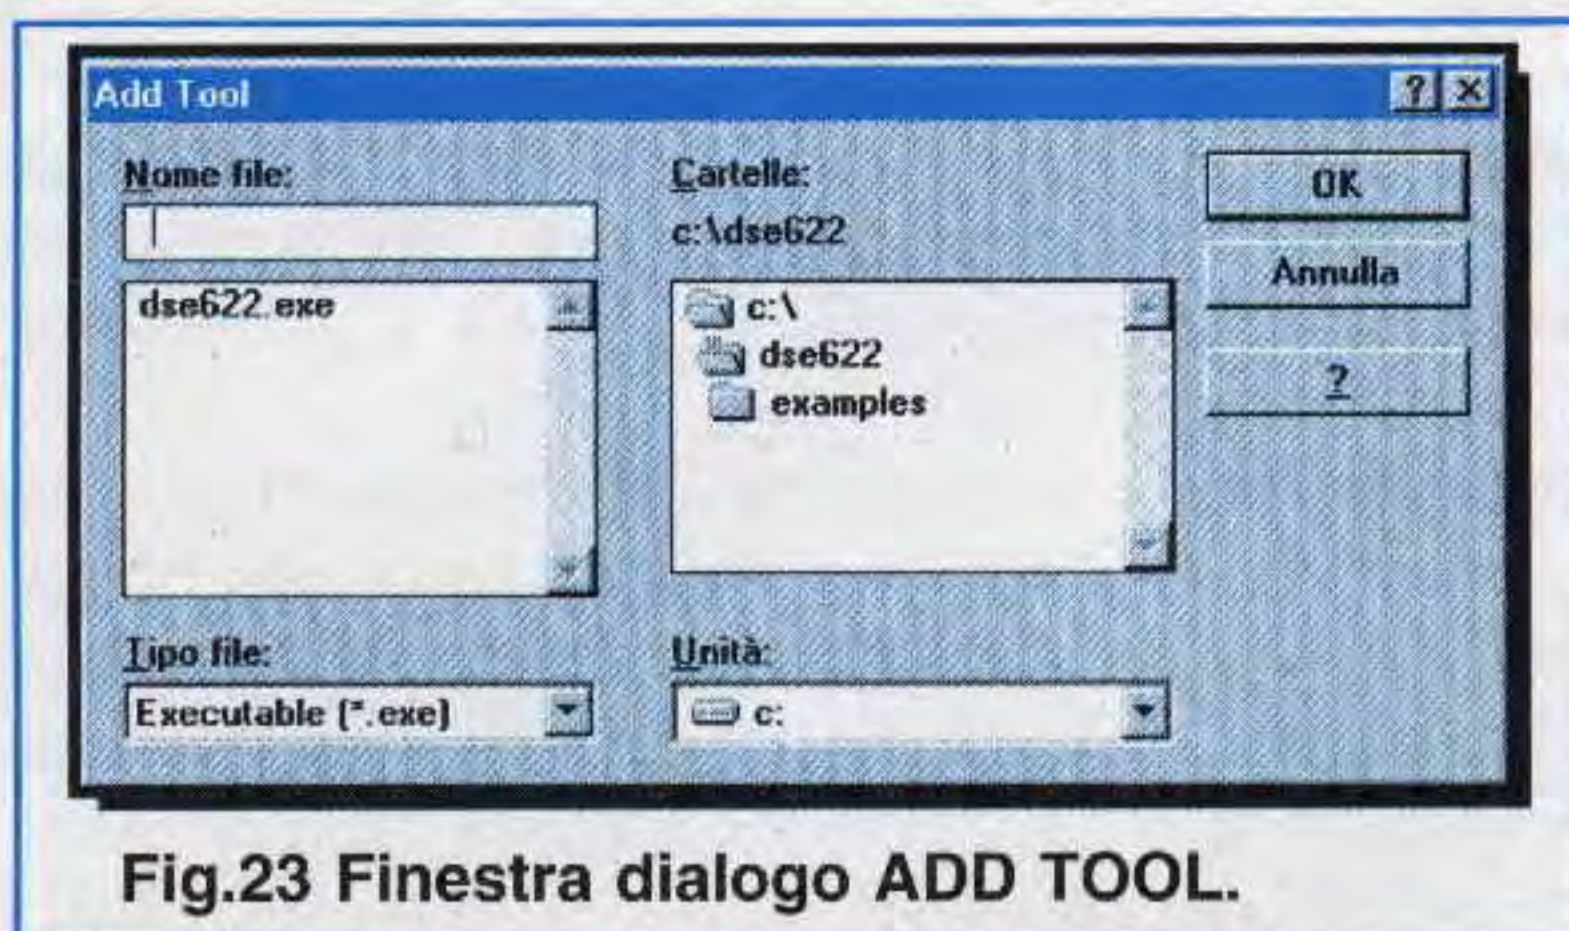 Add Tool
Nome file:
dse622.exe
Tipo file:
Executable (*.exe)
Cartelle:
c:\dse622
c:\
dse622
examples
Unità:
c:
OK
Annulla
?
Fig.23 Finestra dialogo ADD TOOL.